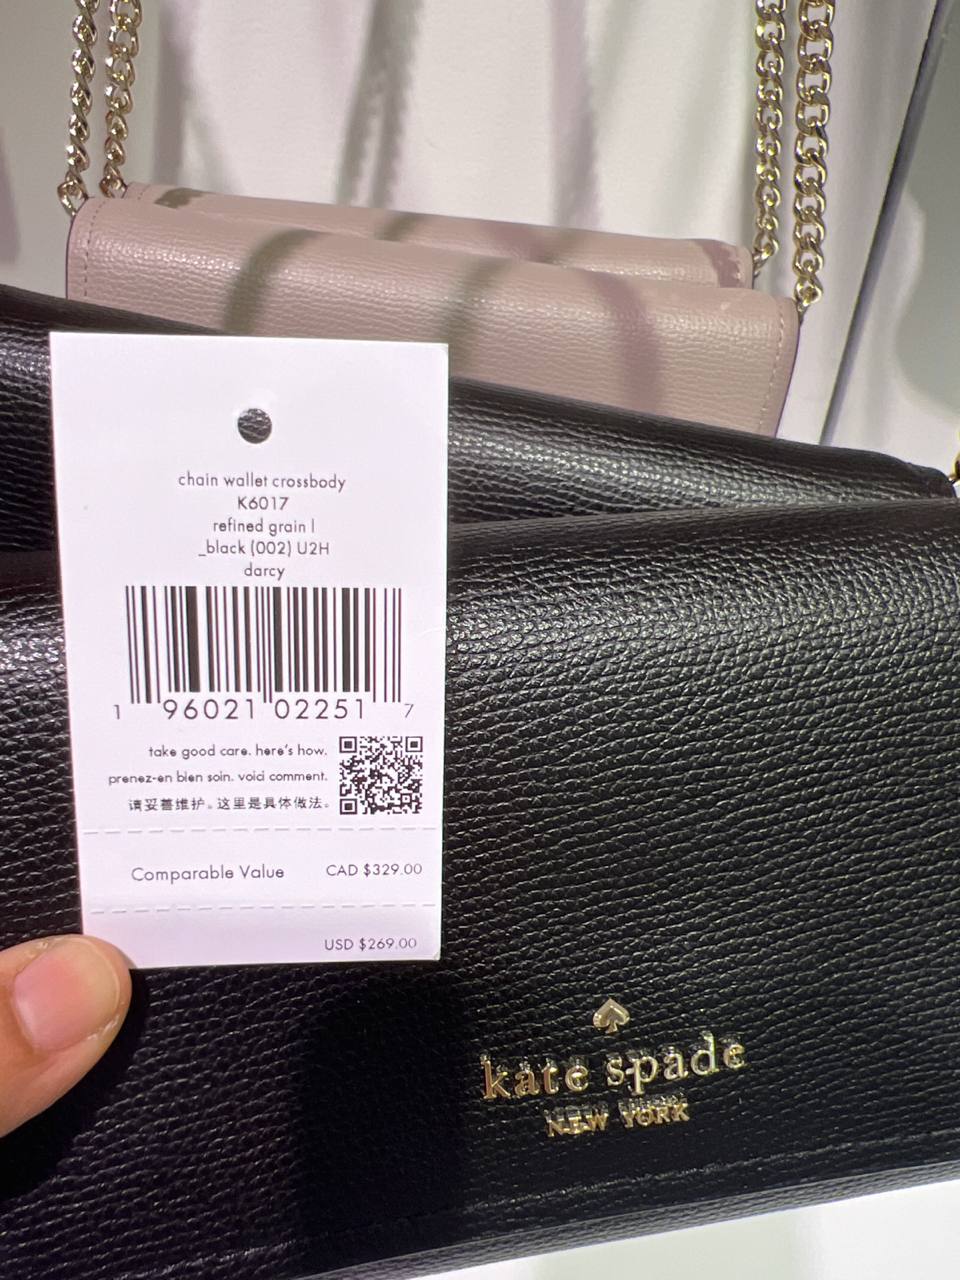 chain wallet crossbody
K6017
refined grain l
_black (002) U2H
darcy
1 96021 02251 7
take good care. here's how.
prenez-en bien soin. voici comment.
请妥善维护。这里是具体做法。
Comparable Value CAD $329.00
USD $269.00
kate spade
NEW YORK